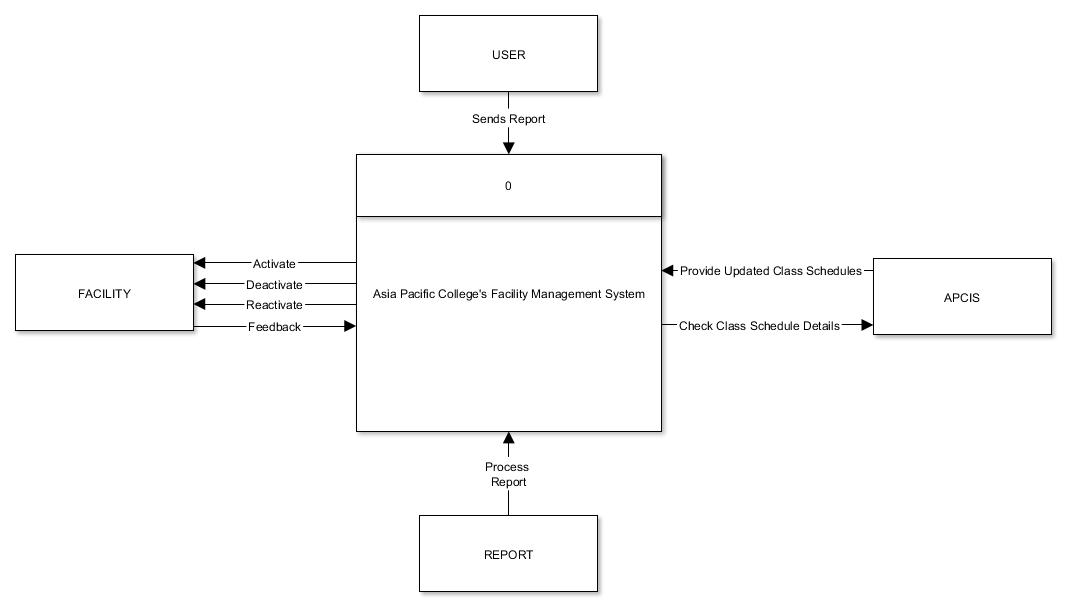 USER
Sends Report
0
Activate
Deactivate
Reactivate
Feedback
FACILITY
Asia Pacific College's Facility Management System
Provide Updated Class Schedules
Check Class Schedule Details
APCIS
Process
Report
REPORT